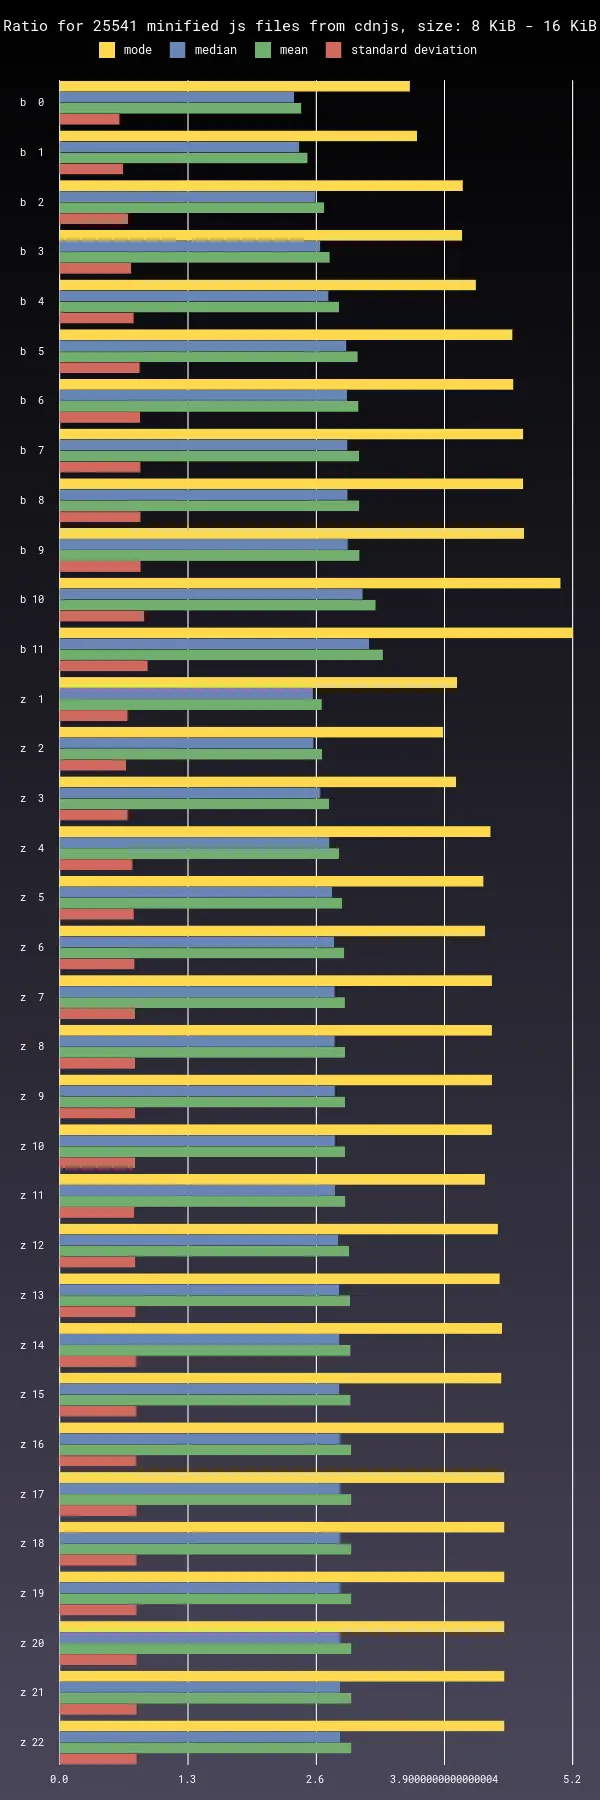 Ratio for 25541 minified js files from cdnjs, size: 8 KiB - 16 KiB
mode median mean standard deviation
b 0
b 1
b 2
b 3
b 4
b 5
b 6
b 7
b 8
b 9
b 10
b 11
z 1
z 2
z 3
z 4
z 5
z 6
z 7
z 8
z 9
z 10
z 11
z 12
z 13
z 14
z 15
z 16
z 17
z 18
z 19
z 20
z 21
z 22
0.0 1.3 2.6 3.9000000000000004 5.2